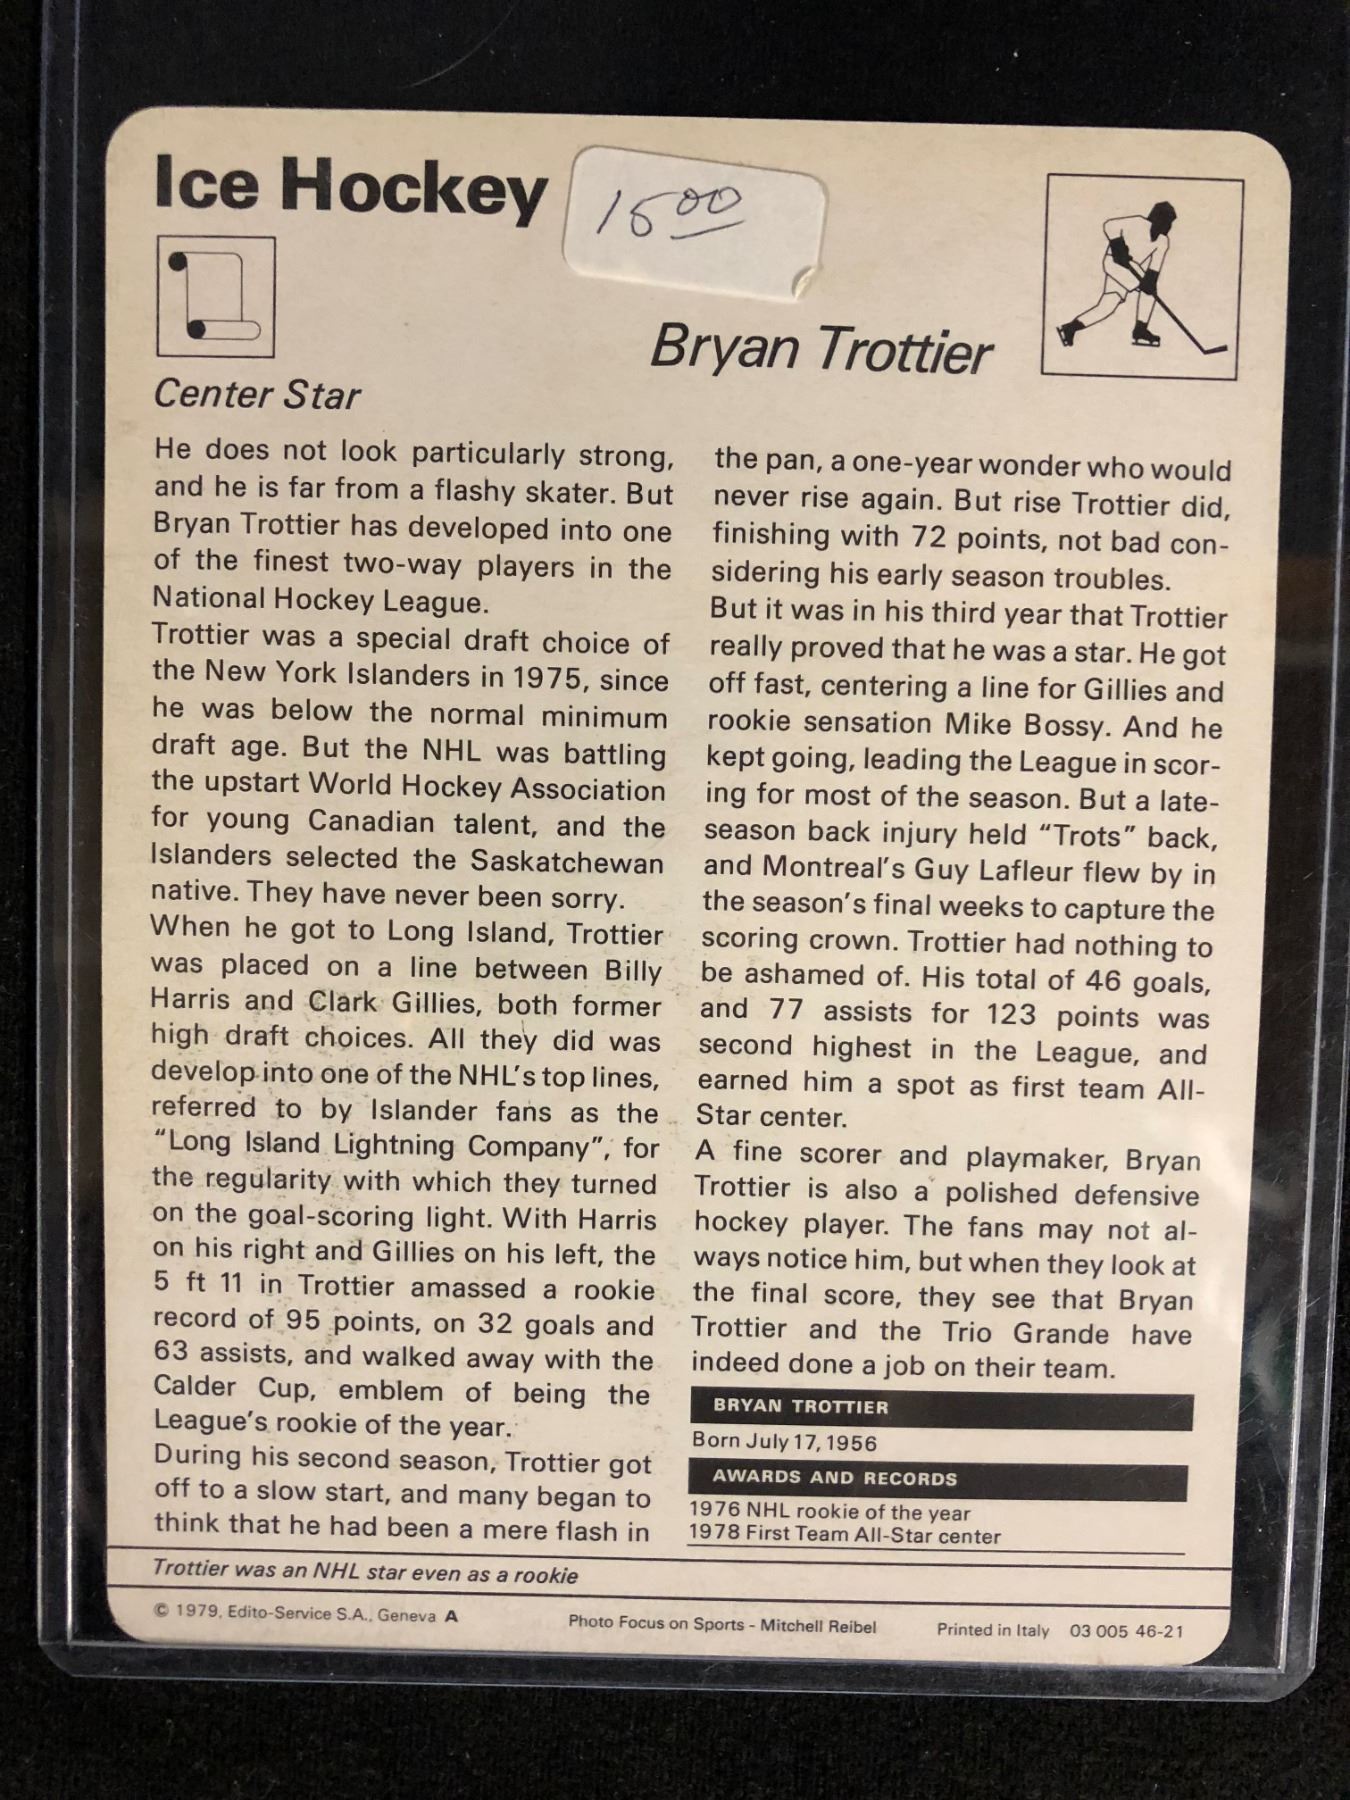 Ice Hockey
15 00
Bryan Trottier
Center Star
He does not look particularly strong,
and he is far from a flashy skater. But
Bryan Trottier has developed into one
of the finest two-way players in the
National Hockey League.
Trottier was a special draft choice of
the New York Islanders in 1975, since
he was below the normal minimum
draft age. But the NHL was battling
the upstart World Hockey Association
for young Canadian talent, and the
Islanders selected the Saskatchewan
native. They have never been sorry.
When he got to Long Island, Trottier
was placed on a line between Billy
Harris and Clark Gillies, both former
high draft choices. All they did was
develop into one of the NHL's top lines,
referred to by Islander fans as the
“Long Island Lightning Company”, for
the regularity with which they turned
on the goal-scoring light. With Harris
on his right and Gillies on his left, the
5 ft 11 in Trottier amassed a rookie
record of 95 points, on 32 goals and
63 assists, and walked away with the
Calder Cup, emblem of being the
League's rookie of the year.
During his second season, Trottier got
off to a slow start, and many began to
think that he had been a mere flash in
the pan, a one-year wonder who would
never rise again. But rise Trottier did,
finishing with 72 points, not bad con-
sidering his early season troubles.
But it was in his third year that Trottier
really proved that he was a star. He got
off fast, centering a line for Gillies and
rookie sensation Mike Bossy. And he
kept going, leading the League in scor-
ing for most of the season. But a late-
season back injury held “Trots” back,
and Montreal's Guy Lafleur flew by in
the season's final weeks to capture the
scoring crown. Trottier had nothing to
be ashamed of. His total of 46 goals,
and 77 assists for 123 points was
second highest in the League, and
earned him a spot as first team All-
Star center.
A fine scorer and playmaker, Bryan
Trottier is also a polished defensive
hockey player. The fans may not al-
ways notice him, but when they look at
the final score, they see that Bryan
Trottier and the Trio Grande have
indeed done a job on their team.
BRYAN TROTTIER
Born July 17, 1956
AWARDS AND RECORDS
1976 NHL rookie of the year
1978 First Team All-Star center
Trottier was an NHL star even as a rookie
© 1979, Edito-Service S.A., Geneva A
Photo Focus on Sports - Mitchell Reibel
Printed in Italy 03 005 46-21